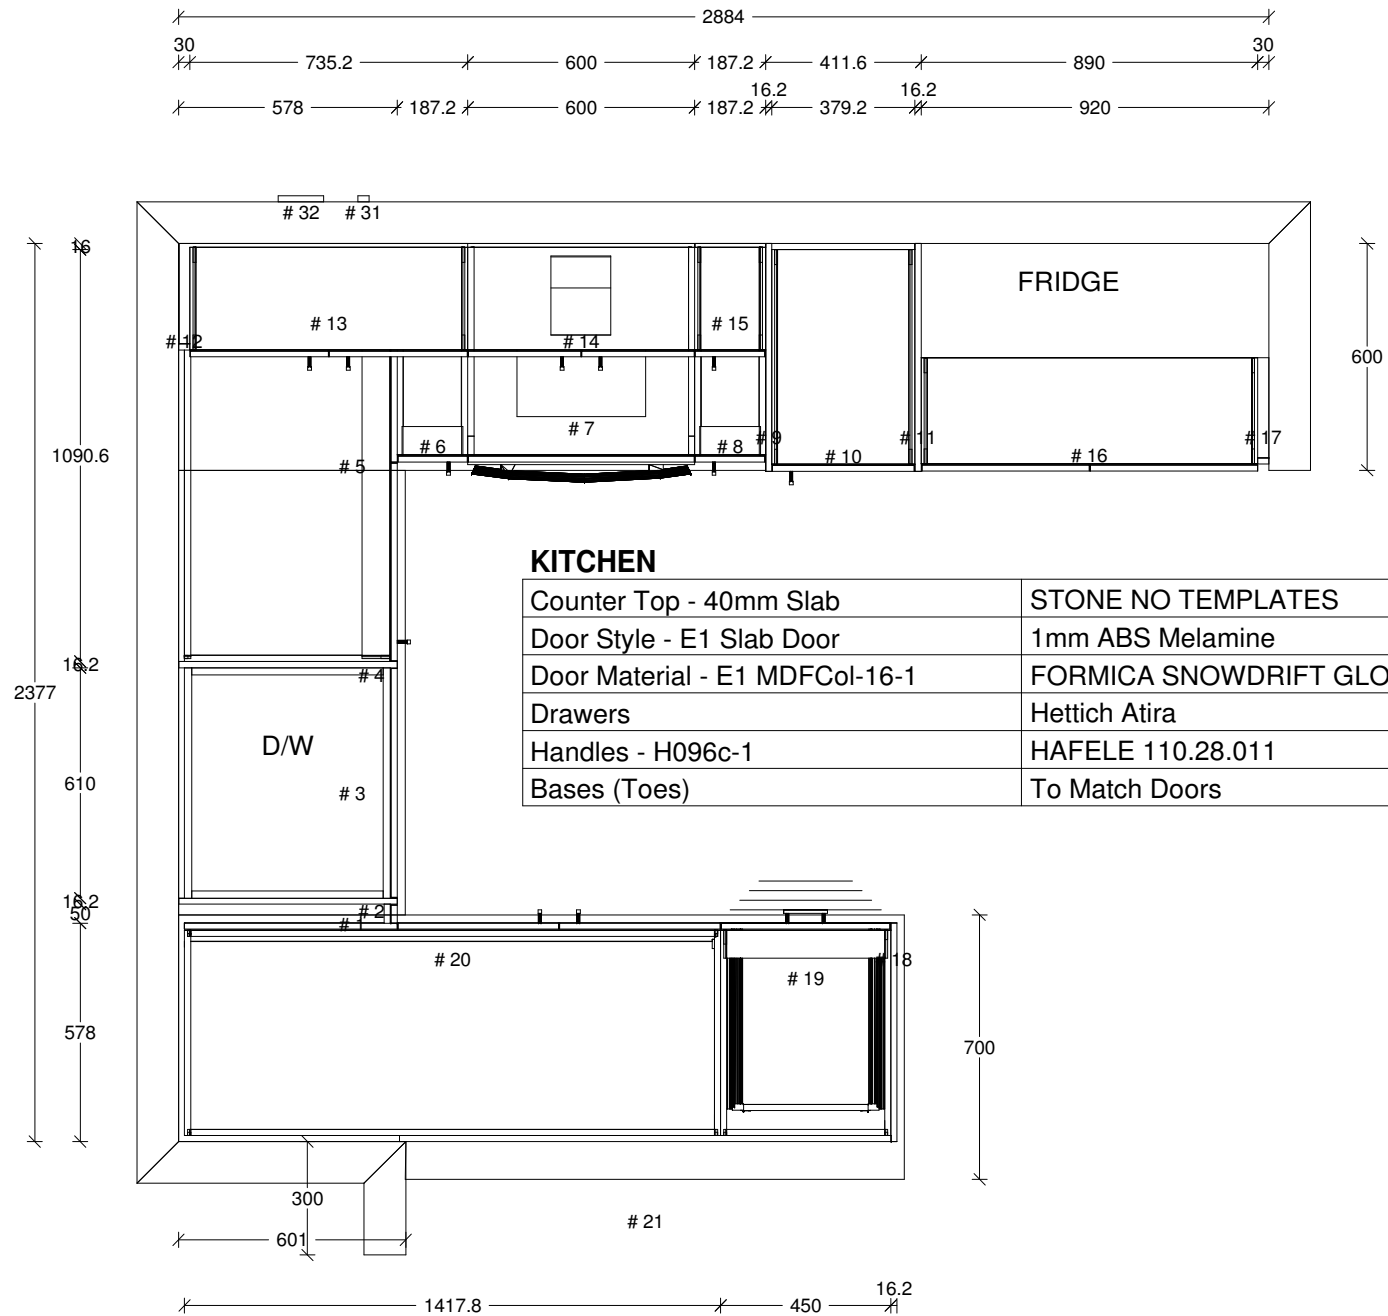 2884
30 735.2 600 187.2 411.6 890 30
16.2 16.2
578 187.2 600 187.2 379.2 920
# 32 # 31
16
FRIDGE
# 13 # 14 # 15
# 12
600
# 7
# 6 # 8 # 9 # 10 # 11 # 16 # 17
1090.6
# 5
KITCHEN
Counter Top - 40mm Slab STONE NO TEMPLATES
Door Style - E1 Slab Door 1mm ABS Melamine
Door Material - E1 MDFCol-16-1 FORMICA SNOWDRIFT GLO
Drawers Hettich Atira
Handles - H096c-1 HAFELE 110.28.011
Bases (Toes) To Match Doors
16.2
# 4
2377
D/W
610
# 3
16.2
50
# 2
# 1
# 20 # 18
# 19
578
700
300
601
# 21
16.2
1417.8 450